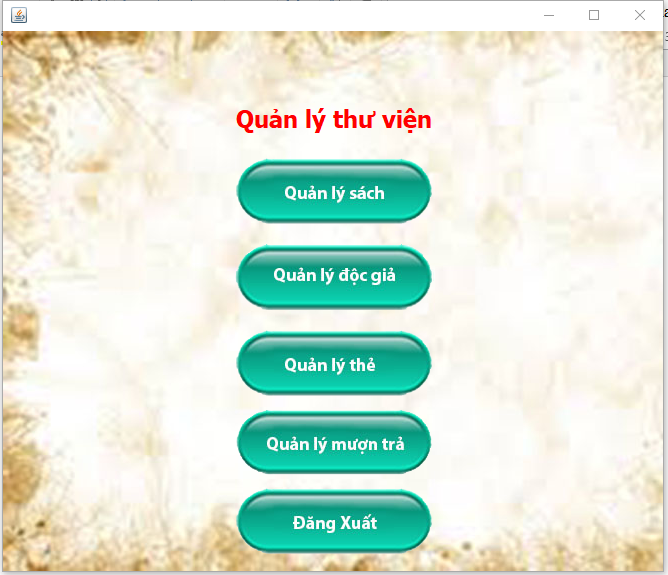 Quản lý thư viện
Quản lý sách
Quản lý độc giả
Quản lý thẻ
Quản lý mượn trả
Đăng Xuất